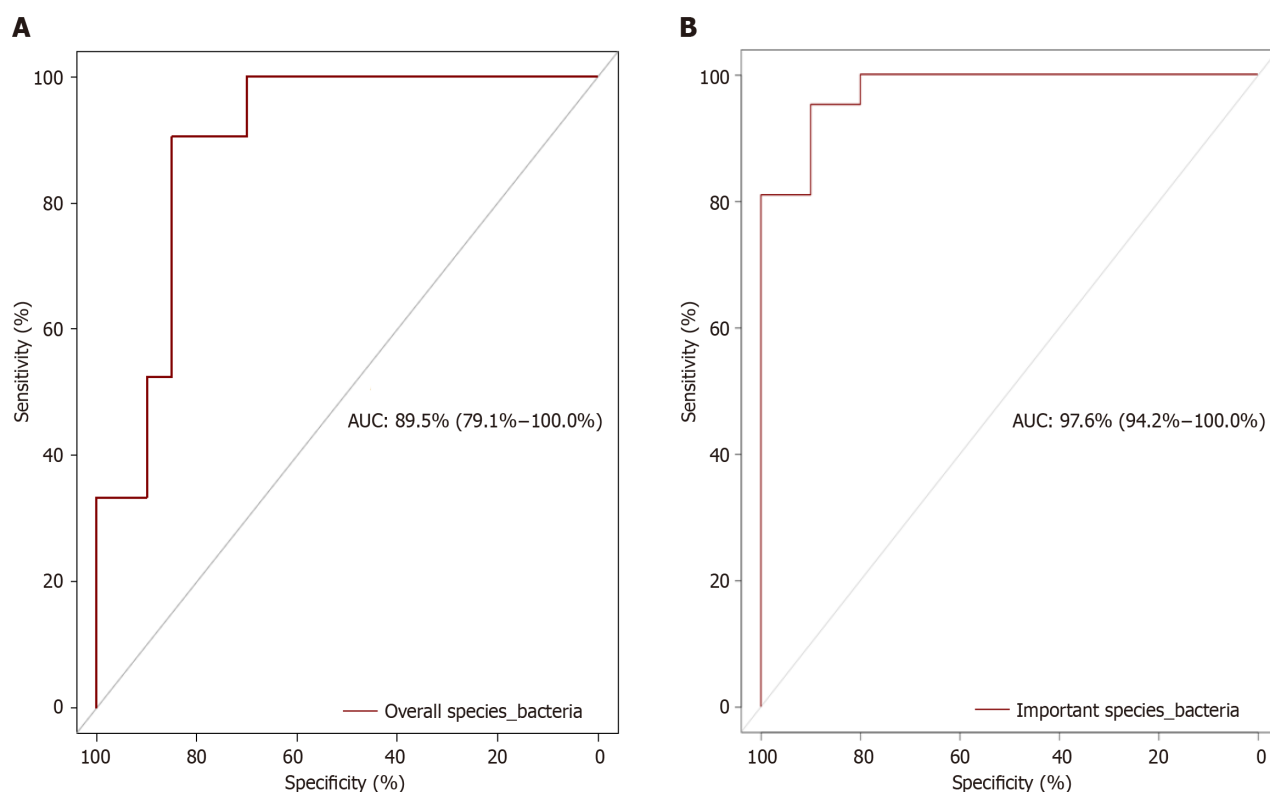 A
100
80
60
40
20
0
Sensitivity (%)
AUC: 89.5% (79.1%−100.0%)
Overall species_bacteria
100 80 60 40 20 0
Specificity (%)
B
100
80
60
40
20
0
Sensitivity (%)
AUC: 97.6% (94.2%−100.0%)
Important species_bacteria
100 80 60 40 20 0
Specificity (%)